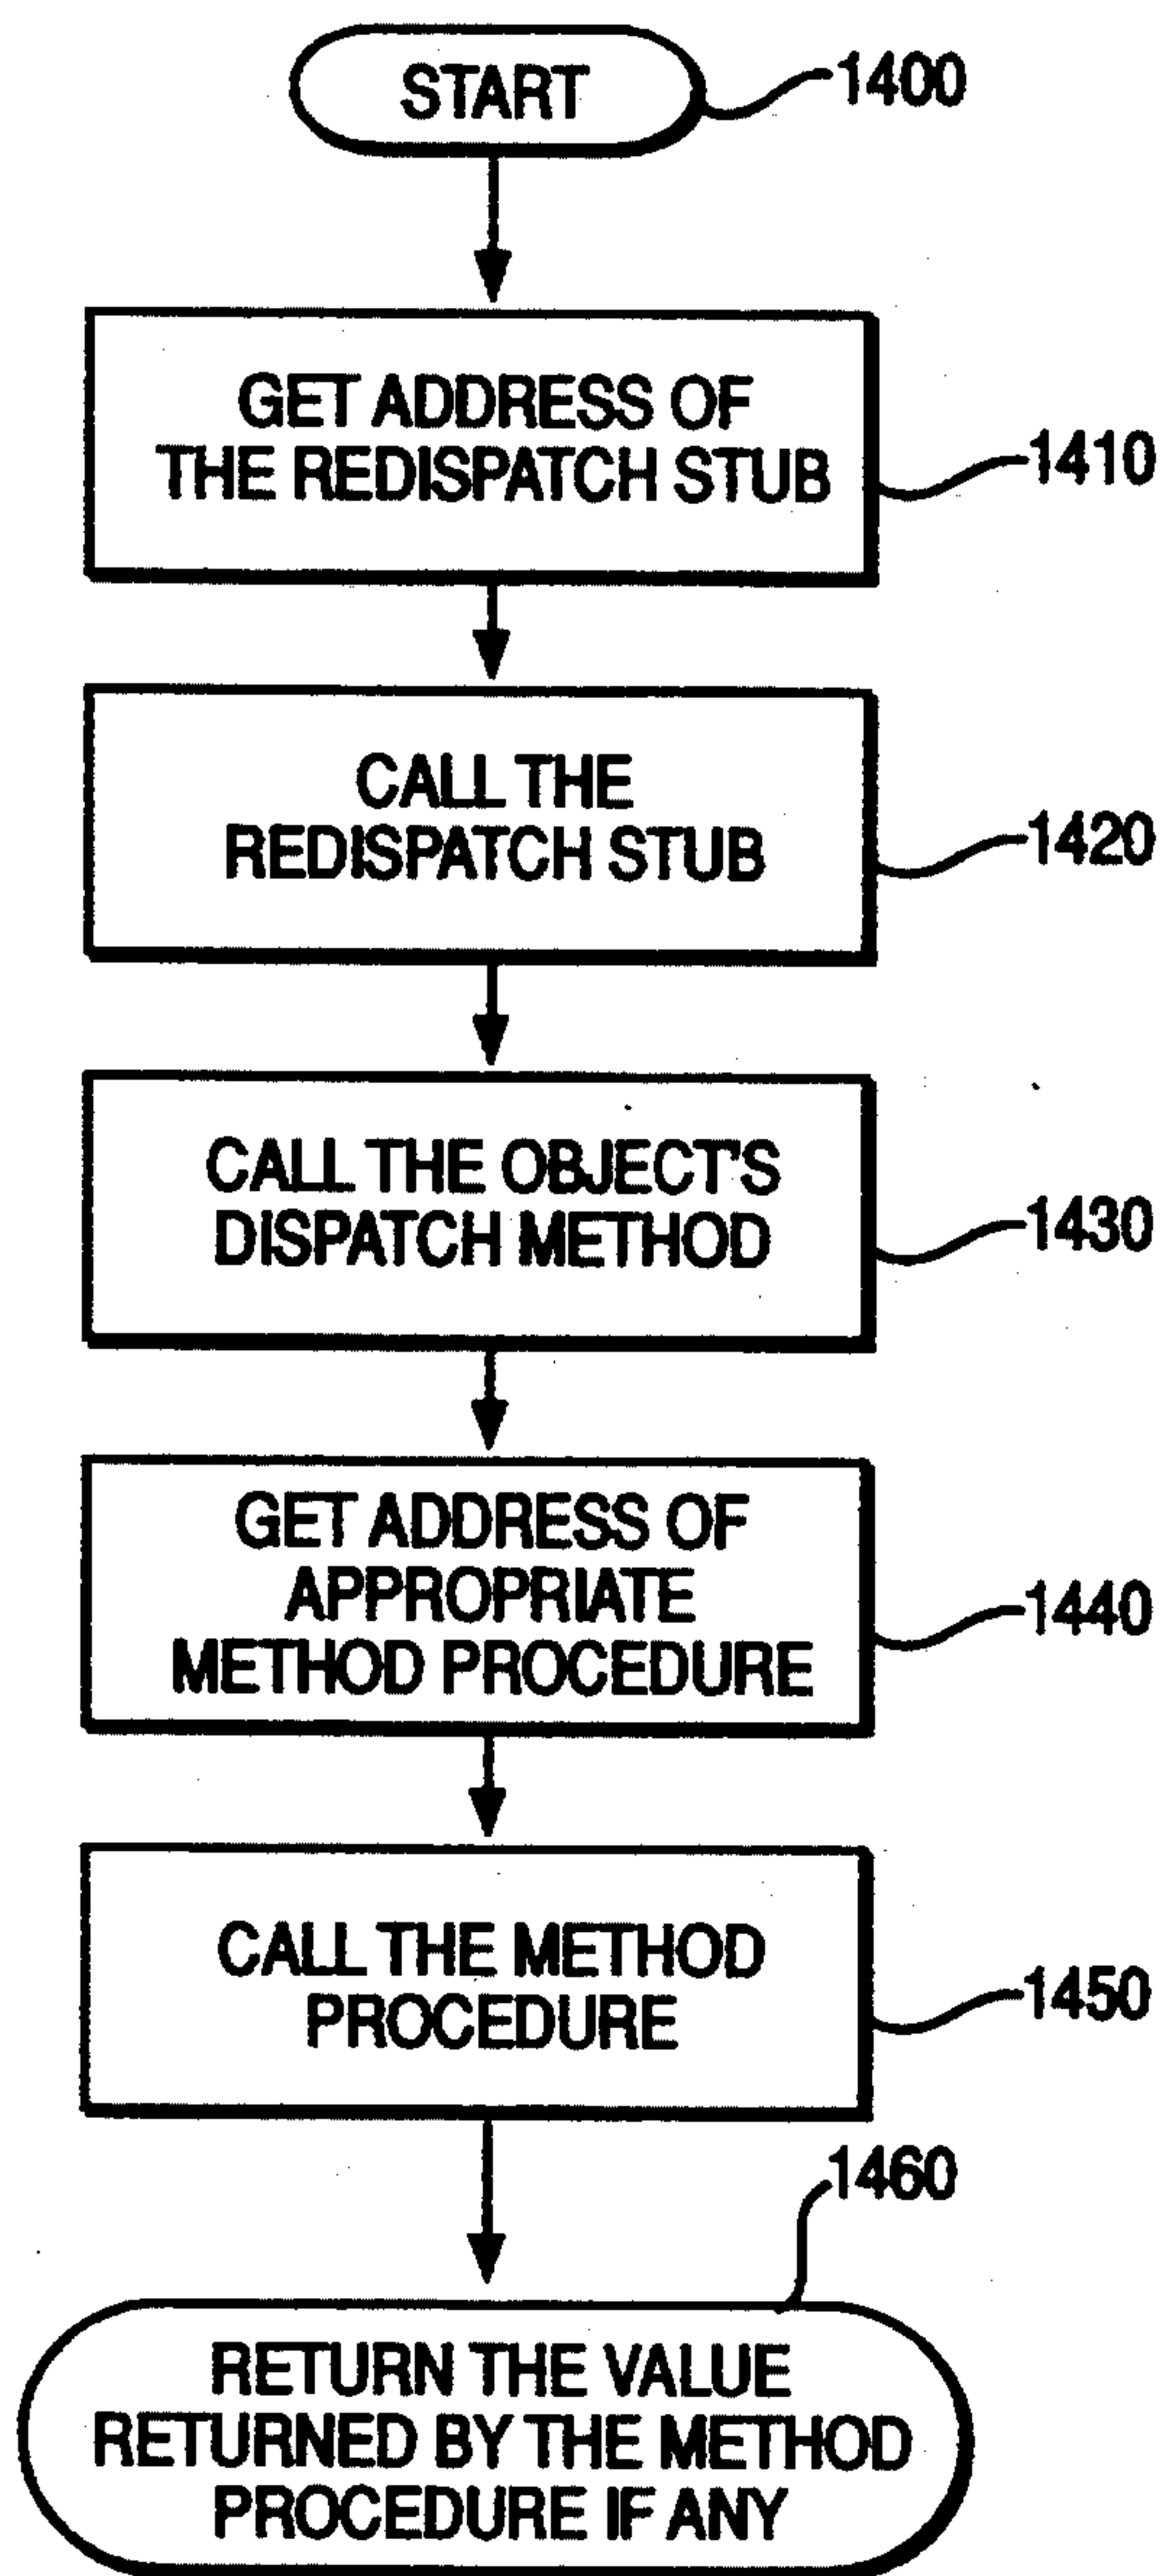 START
1400
GET ADDRESS OF
THE REDISPATCH STUB
1410
CALL THE
REDISPATCH STUB
1420
CALL THE OBJECT'S
DISPATCH METHOD
1430
GET ADDRESS OF
APPROPRIATE
METHOD PROCEDURE
1440
CALL THE METHOD
PROCEDURE
1450
1460
RETURN THE VALUE
RETURNED BY THE METHOD
PROCEDURE IF ANY